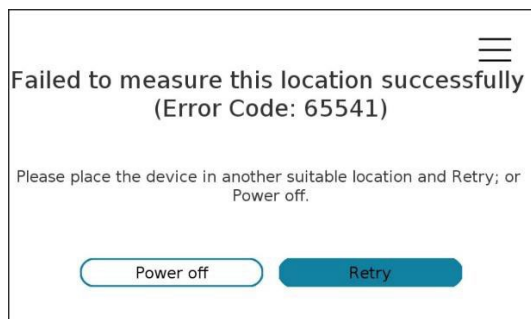 Failed to measure this location successfully
(Error Code: 65541)
Please place the device in another suitable location and Retry; or
Power off.
Power off
Retry